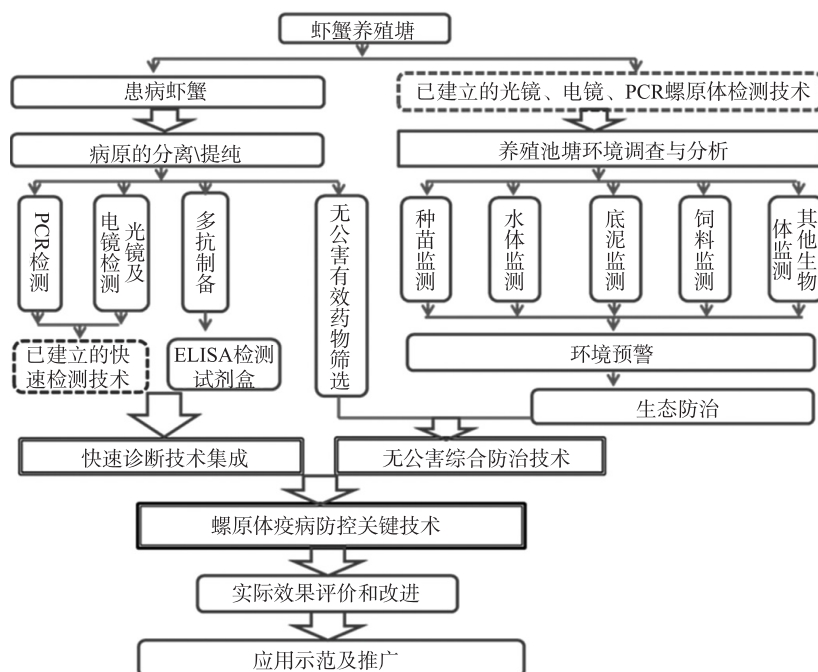 虾蟹养殖塘
患病虾蟹
已建立的光镜、电镜、PCR螺原体检测技术
病原的分离\提纯
养殖池塘环境调查与分析
PCR检测
光镜及
电镜检测
多抗制备
无公害有效药物筛选
种苗监测
水体监测
底泥监测
饲料监测
其他生物
体监测
已建立的快
速检测技术
ELISA检测
试剂盒
环境预警
生态防治
快速诊断技术集成
无公害综合防治技术
螺原体疫病防控关键技术
实际效果评价和改进
应用示范及推广